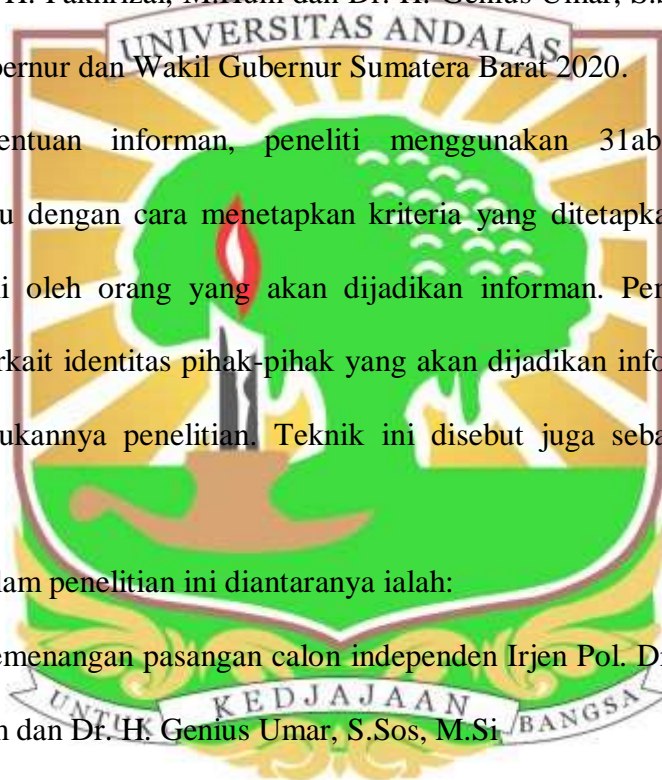 H. Fakhrizal, M.Hum dan Dr. H. Genius Umar, S.S
UNIVERSITAS ANDALAS
bernur dan Wakil Gubernur Sumatera Barat 2020.
entuan informan, peneliti menggunakan 31ab
u dengan cara menetapkan kriteria yang ditetapka
i oleh orang yang akan dijadikan informan. Per
rkait identitas pihak-pihak yang akan dijadikan info
ukannya penelitian. Teknik ini disebut juga seba
lam penelitian ini diantaranya ialah:
emenangan pasangan calon independen Irjen Pol. D
UNTUK KEDJAJAAN BANGSA
n dan Dr. H. Genius Umar, S.Sos, M.Si